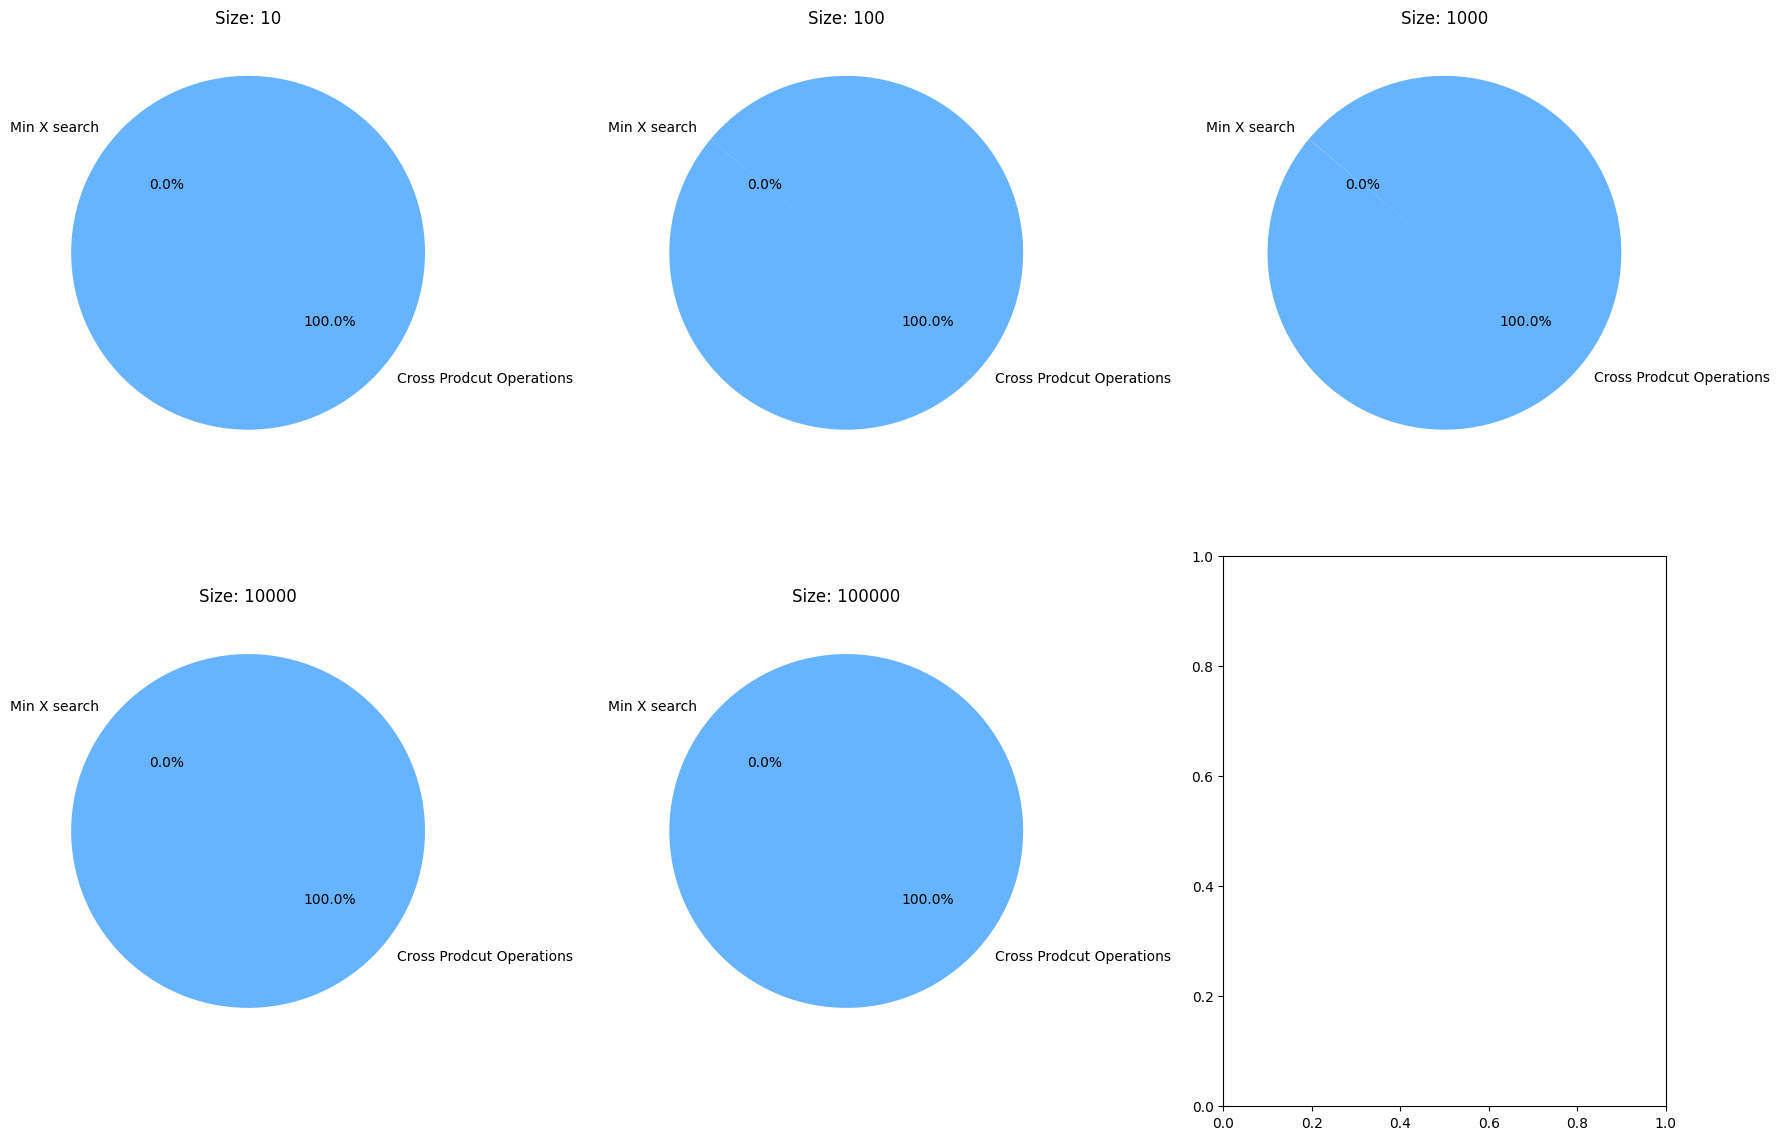 Size: 10
Min X search
0.0%
100.0%
Cross Prodcut Operations
Size: 100
Min X search
0.0%
100.0%
Cross Prodcut Operations
Size: 1000
Min X search
0.0%
100.0%
Cross Prodcut Operations
Size: 10000
Min X search
0.0%
100.0%
Cross Prodcut Operations
Size: 100000
Min X search
0.0%
100.0%
Cross Prodcut Operations
1.0
0.8
0.6
0.4
0.2
0.0
0.0 0.2 0.4 0.6 0.8 1.0